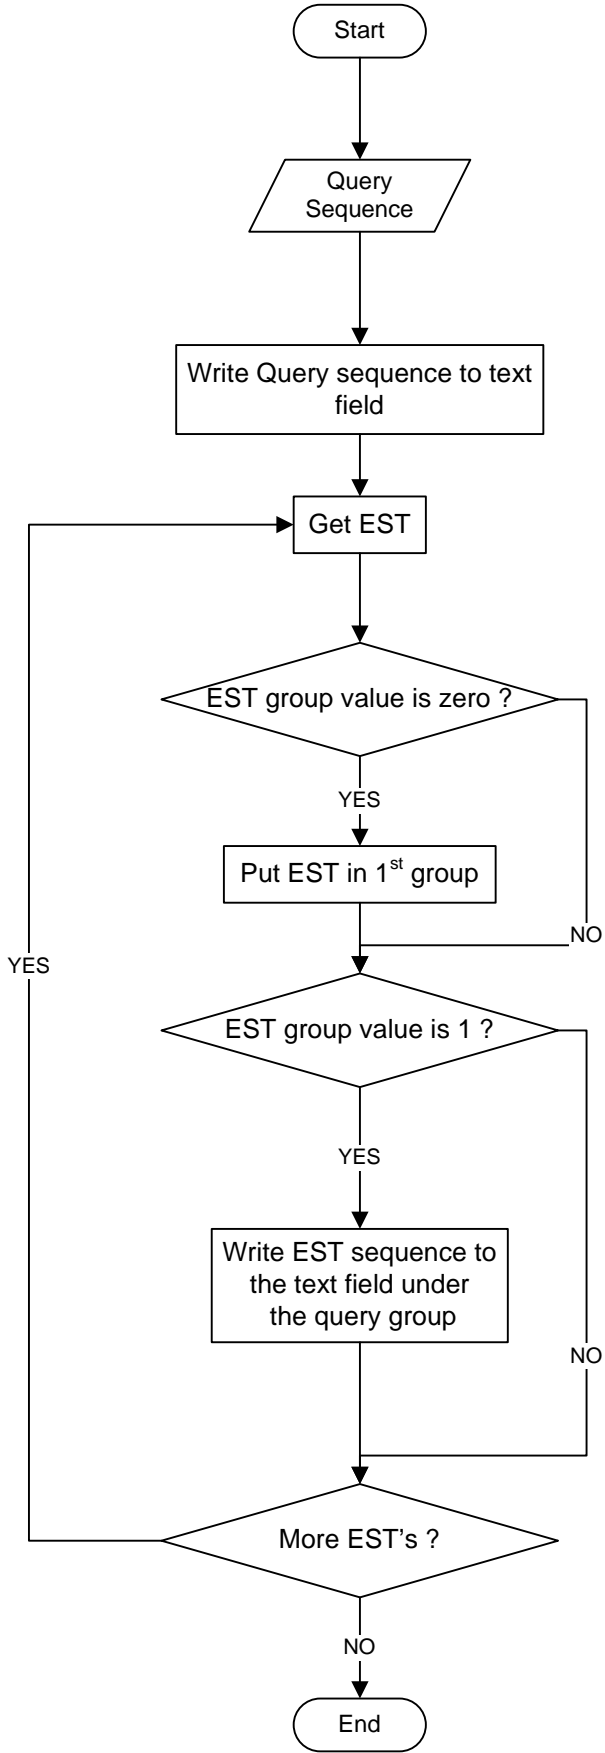 Start
Query
Sequence
Write Query sequence to text
field
Get EST
EST group value is zero ?
YES
Put EST in 1st group
NO
YES
EST group value is 1 ?
YES
Write EST sequence to
the text field under
the query group
NO
More EST's ?
NO
End